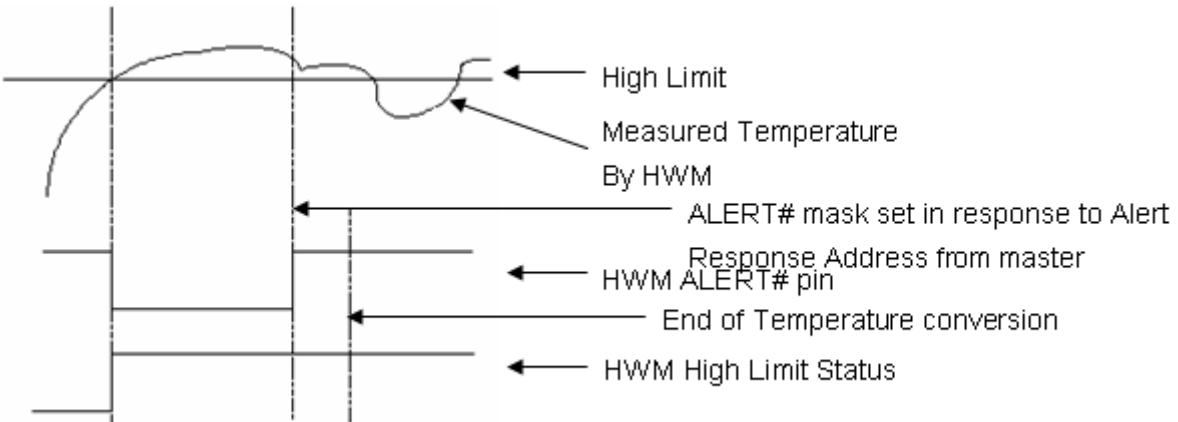 High Limit
Measured Temperature
By HWM
ALERT# mask set in response to Alert
Response Address from master
HWM ALERT# pin
End of Temperature conversion
HWM High Limit Status